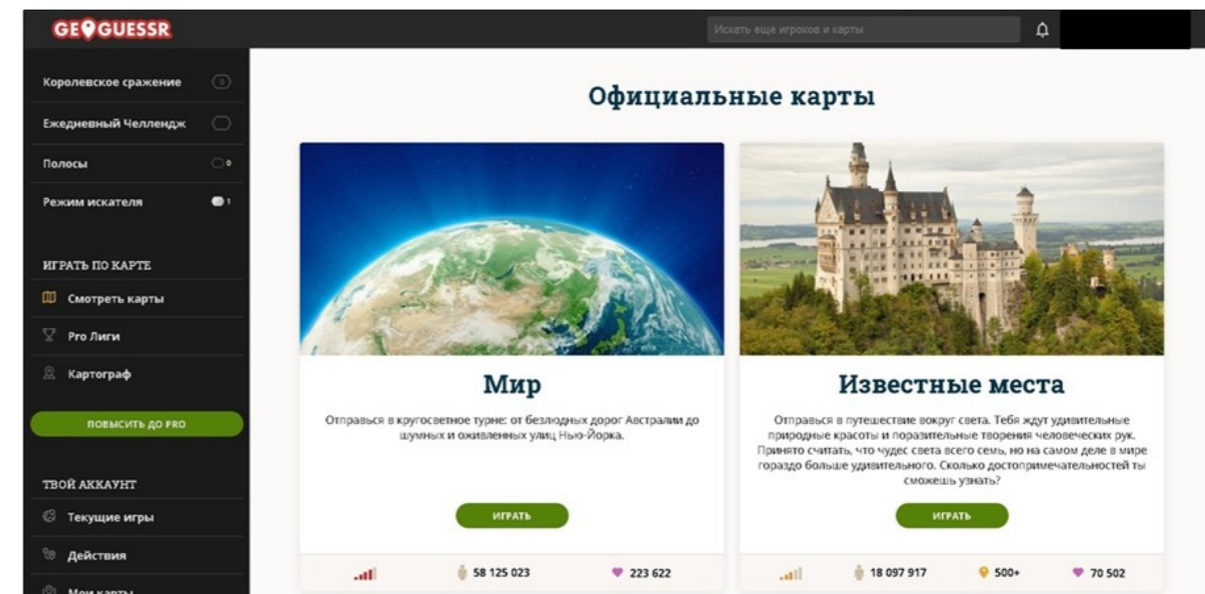 GEOGUESSR
Искать еще игроков и карты
Королевское сражение
Ежедневный Челлендж
Полосы 0
Режим искателя 1
ИГРАТЬ ПО КАРТЕ
Смотреть карты
Pro Лиги
Картограф
ПОВЫСИТЬ ДО PRO
ТВОЙ АККАУНТ
Текущие игры
Действия
Мои карты
Официальные карты
Мир
Отправься в кругосветное турне: от безлюдных дорог Австралии до
шумных и оживленных улиц Нью-Йорка.
ИГРАТЬ
58 125 023 223 622
Известные места
Отправься в путешествие вокруг света. Тебя ждут удивительные
природные красоты и поразительные творения человеческих рук.
Принято считать, что чудес света всего семь, но на самом деле в мире
гораздо больше удивительного. Сколько достопримечательностей ты
сможешь узнать?
ИГРАТЬ
18 097 917 500+ 70 502